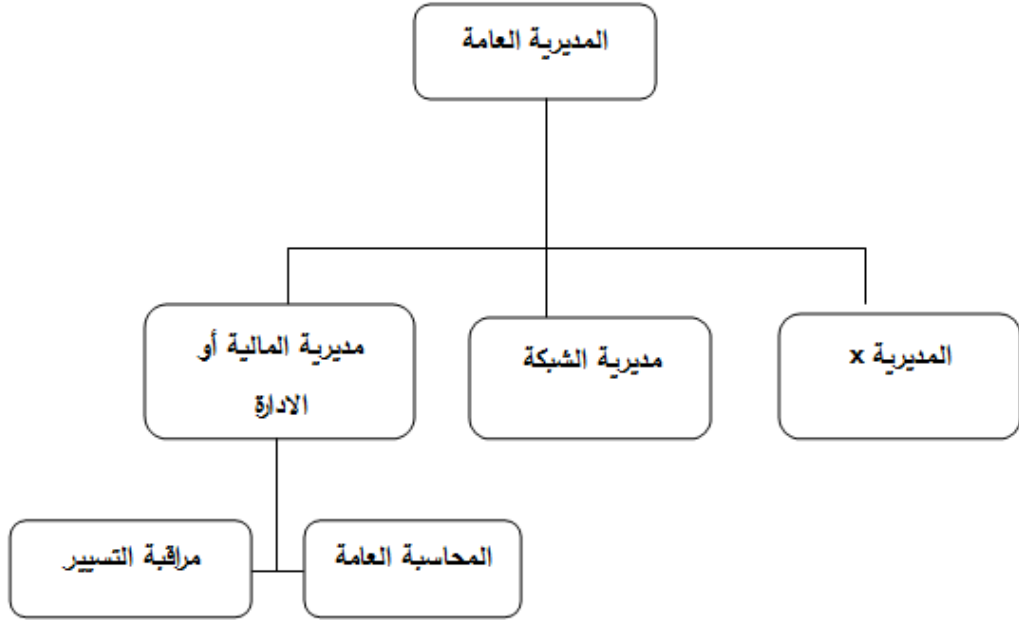 المديرية العامة
المديرية x
مديرية الشبكة
مديرية المالية أو
الادارة
المحاسبة العامة
مراقبة التسيير